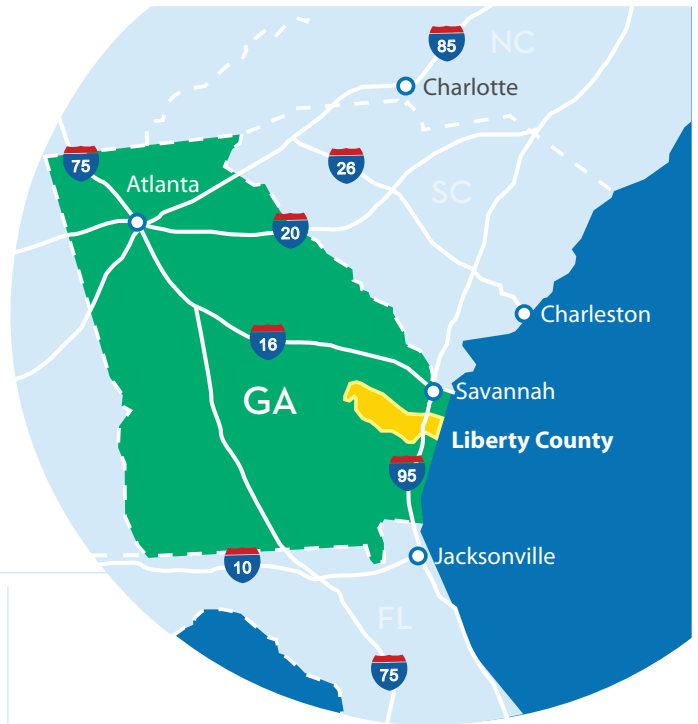 NC
85
Charlotte
75
26
Atlanta
SC
20
Charleston
16
Savannah
GA
Liberty County
95
Jacksonville
10
FL
75